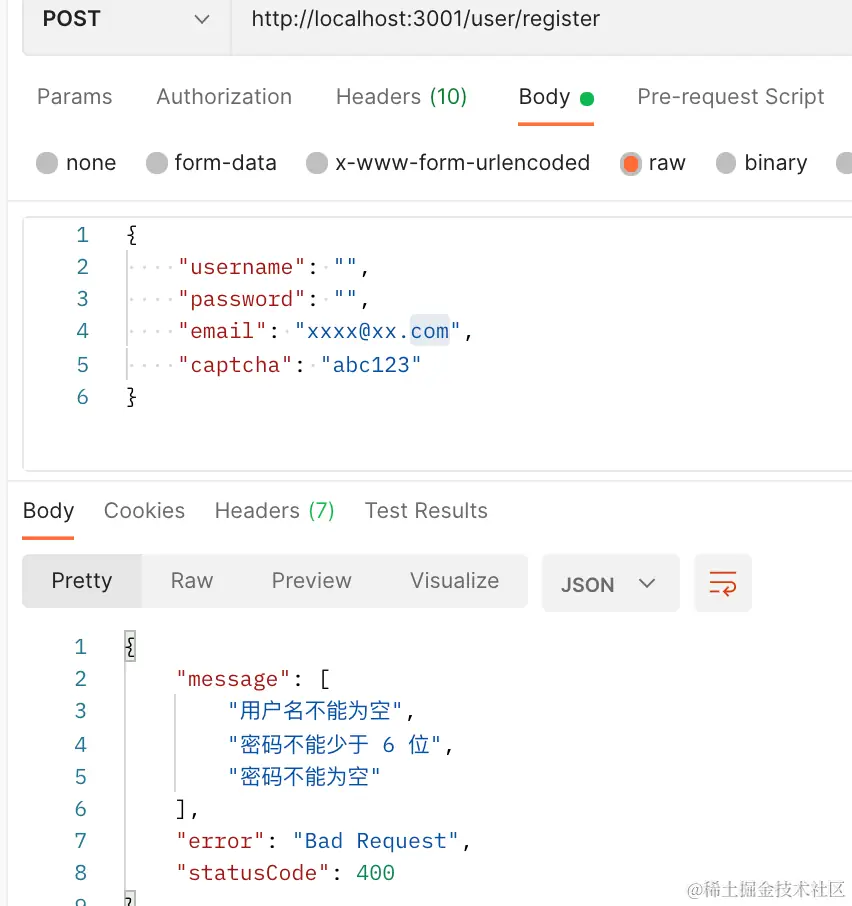 POST http://localhost:3001/user/register
Params Authorization Headers (10) Body Pre-request Script
none form-data x-www-form-urlencoded raw binary
1 {
2 "username": "",
3 "password": "",
4 "email": "xxxx@xx.com",
5 "captcha": "abc123"
6 }
Body Cookies Headers (7) Test Results
Pretty Raw Preview Visualize JSON
1 {
2 "message": [
3 "用户名不能为空",
4 "密码不能少于 6 位",
5 "密码不能为空"
6 ],
7 "error": "Bad Request",
8 "statusCode": 400
9 }
@稀土掘金技术社区